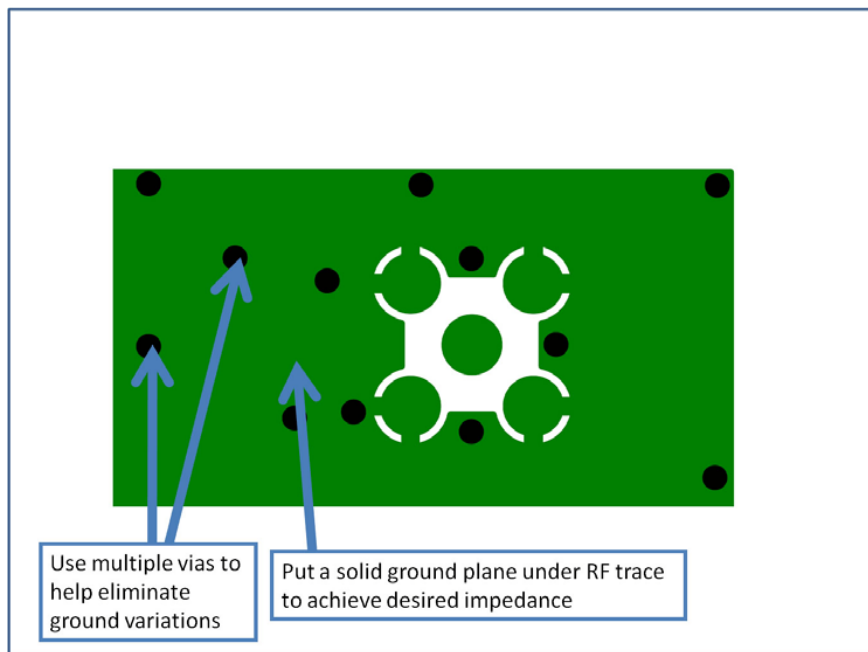 Use multiple vias to
help eliminate
ground variations
Put a solid ground plane under RF trace
to achieve desired impedance